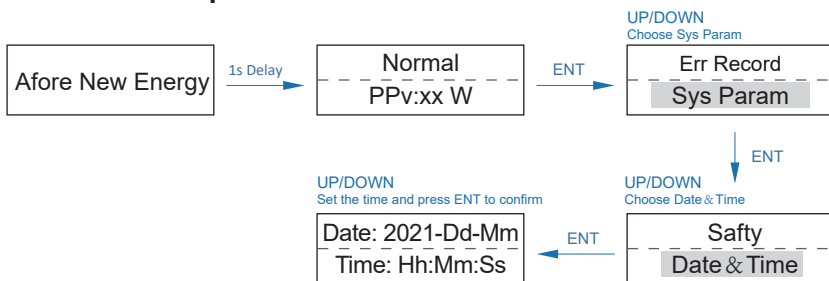 UP/DOWN
Choose Sys Param
Afore New Energy
1s Delay
Normal
PPv:xx W
ENT
Err Record
Sys Param
ENT
UP/DOWN
Set the time and press ENT to confirm
UP/DOWN
Choose Date&Time
Date: 2021-Dd-Mm
Time: Hh:Mm:Ss
ENT
Safty
Date&Time